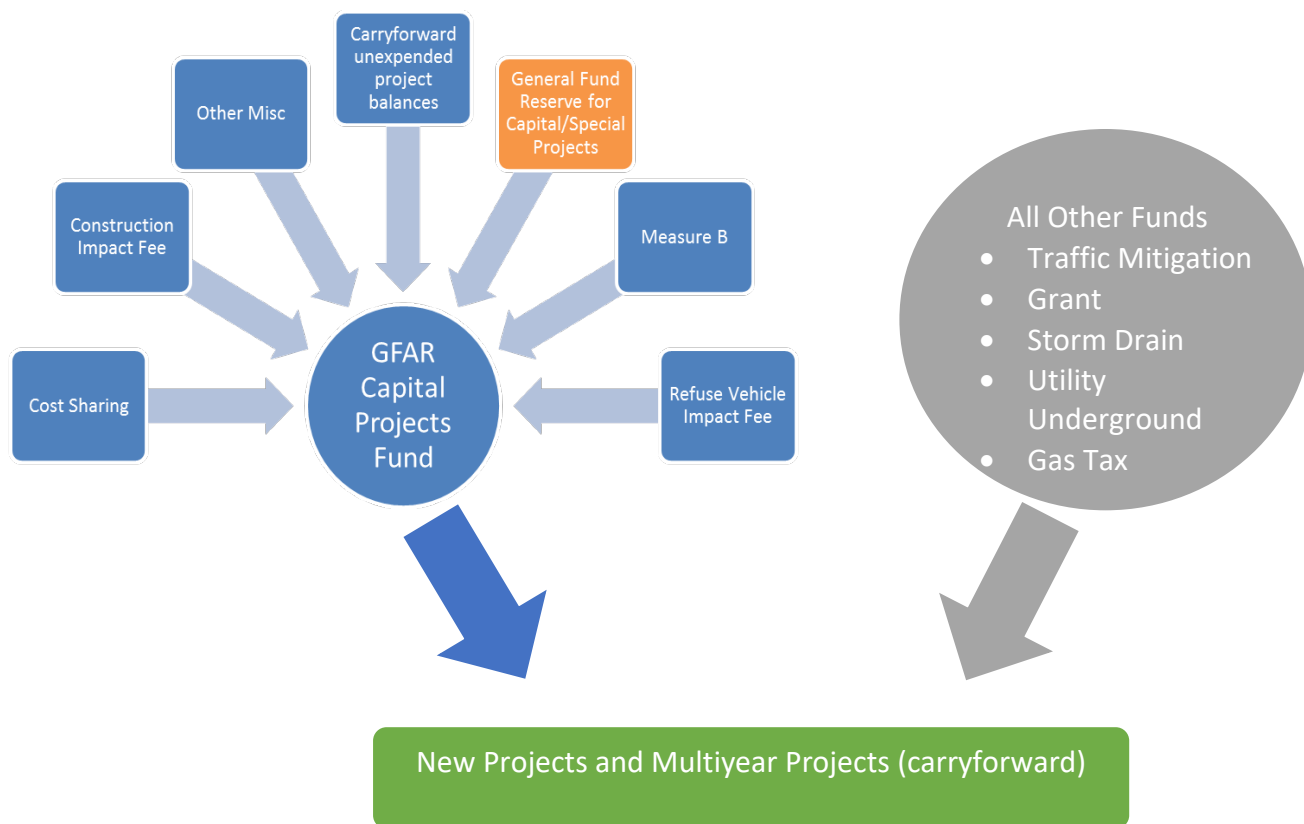 Carryforward
unexpended
project
balances
General Fund
Reserve for
Capital/Special
Projects
Other Misc
Construction
Impact Fee
Measure B
Cost Sharing
GFAR
Capital
Projects
Fund
Refuse Vehicle
Impact Fee
All Other Funds
• Traffic Mitigation
• Grant
• Storm Drain
• Utility
Underground
• Gas Tax
New Projects and Multiyear Projects (carryforward)